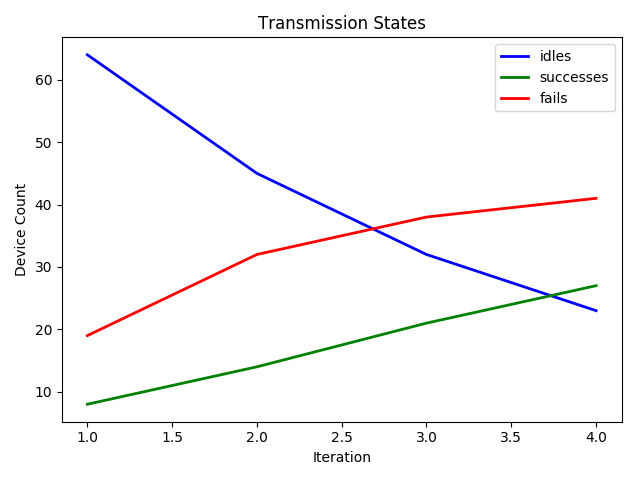 Transmission States
idles
successes
fails
Device Count
60
50
40
30
20
10
1.0 1.5 2.0 2.5 3.0 3.5 4.0
Iteration